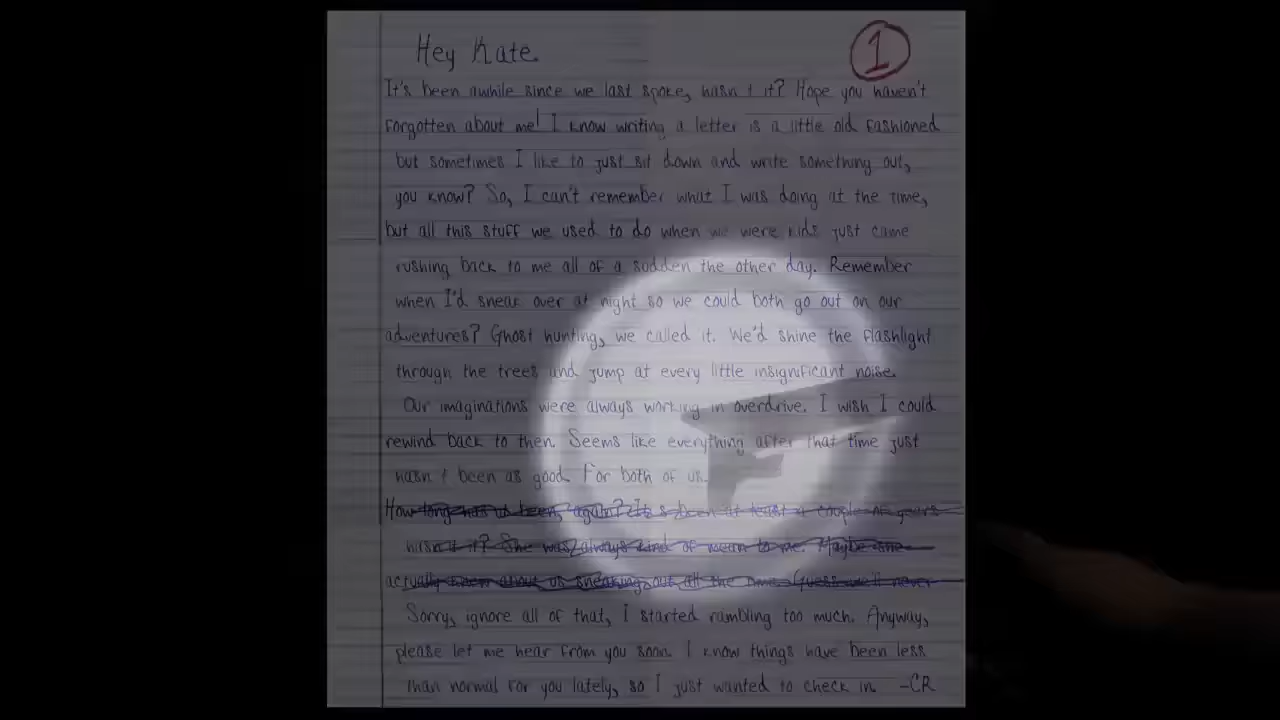 Hey Kate.
1
It's been awhile since we last spoke, hasn't it? Hope you haven't
forgotten about me! I know writing a letter is a little old fashioned
but sometimes I like to just sit down and write something out,
you know? So, I can't remember what I was doing at the time,
but all this stuff we used to do when we were kids just came
rushing back to me all of a sudden the other day. Remember
when I'd sneak over at night so we could both go out on our
adventures? Ghost hunting, we called it. We'd shine the flashlight
through the trees and jump at every little insignificant noise.
Our imaginations were always working in overdrive. I wish I could
rewind back to then. Seems like everything after that time just
hasn't been as good. For both of us.
How long has it been, again? It's been at least a couple of years
hasn't it? She was always kind of mean to me. Maybe she
actually knew about us sneaking out all the time. Guess we'll never
Sorry, ignore all of that, I started rambling too much. Anyway,
please let me hear from you soon. I know things have been less
than normal for you lately, so I just wanted to check in. -CR